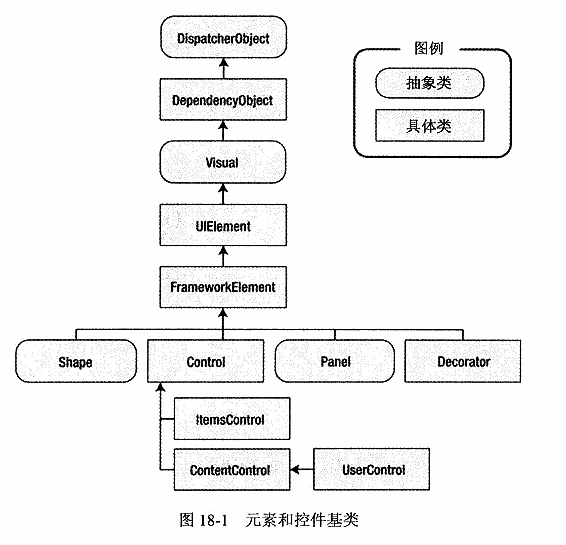 DispatcherObject
图例
抽象类
DependencyObject
具体类
Visual
UIElement
FrameworkElement
Shape
Control
Panel
Decorator
ItemsControl
ContentControl
UserControl
图 18-1 元素和控件基类